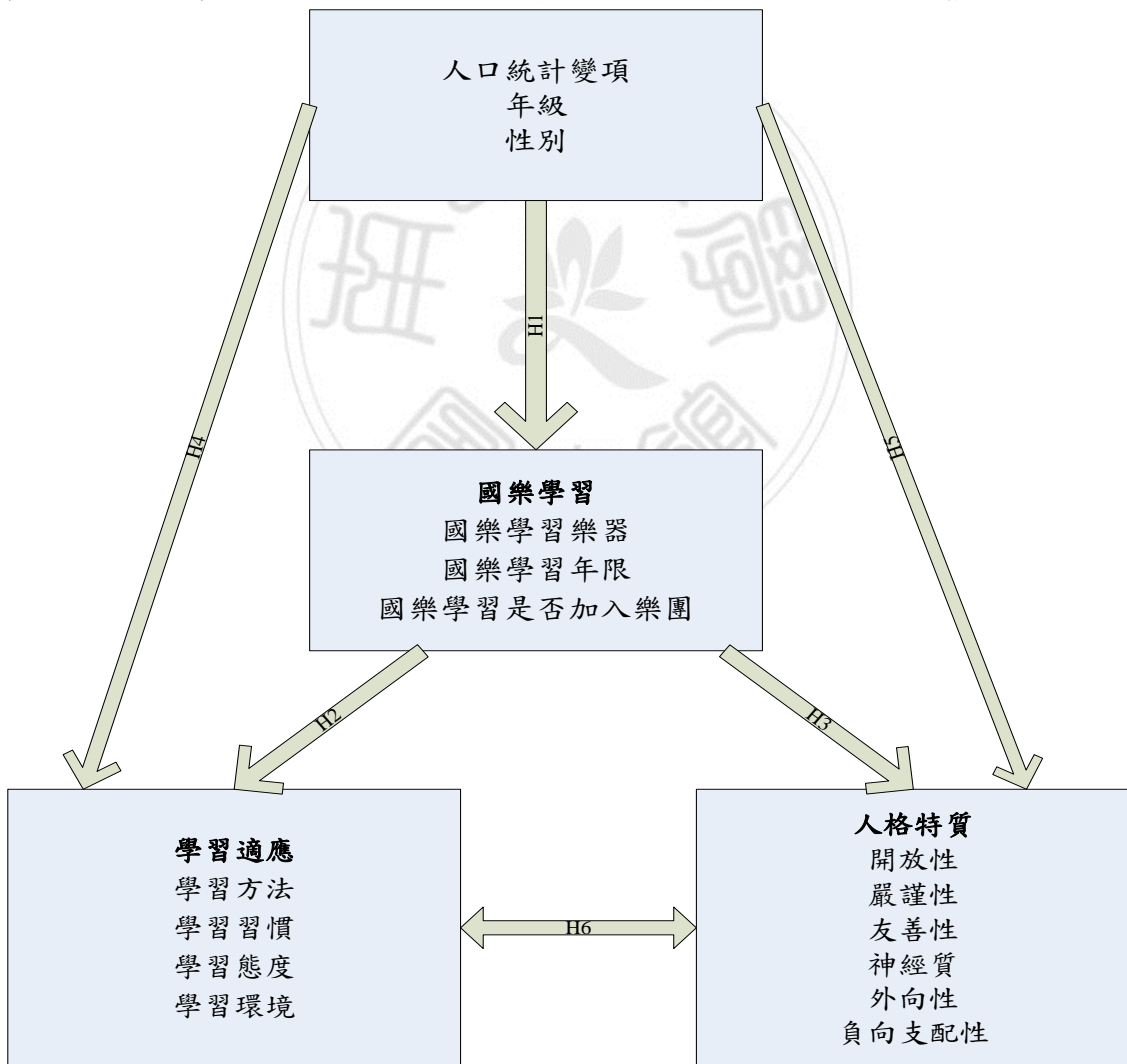 人口統計變項
年級
性別
H1
H4
H5
國樂學習
國樂學習樂器
國樂學習年限
國樂學習是否加入樂團
H2
H3
學習適應
學習方法
學習習慣
學習態度
學習環境
H6
人格特質
開放性
嚴謹性
友善性
神經質
外向性
負向支配性